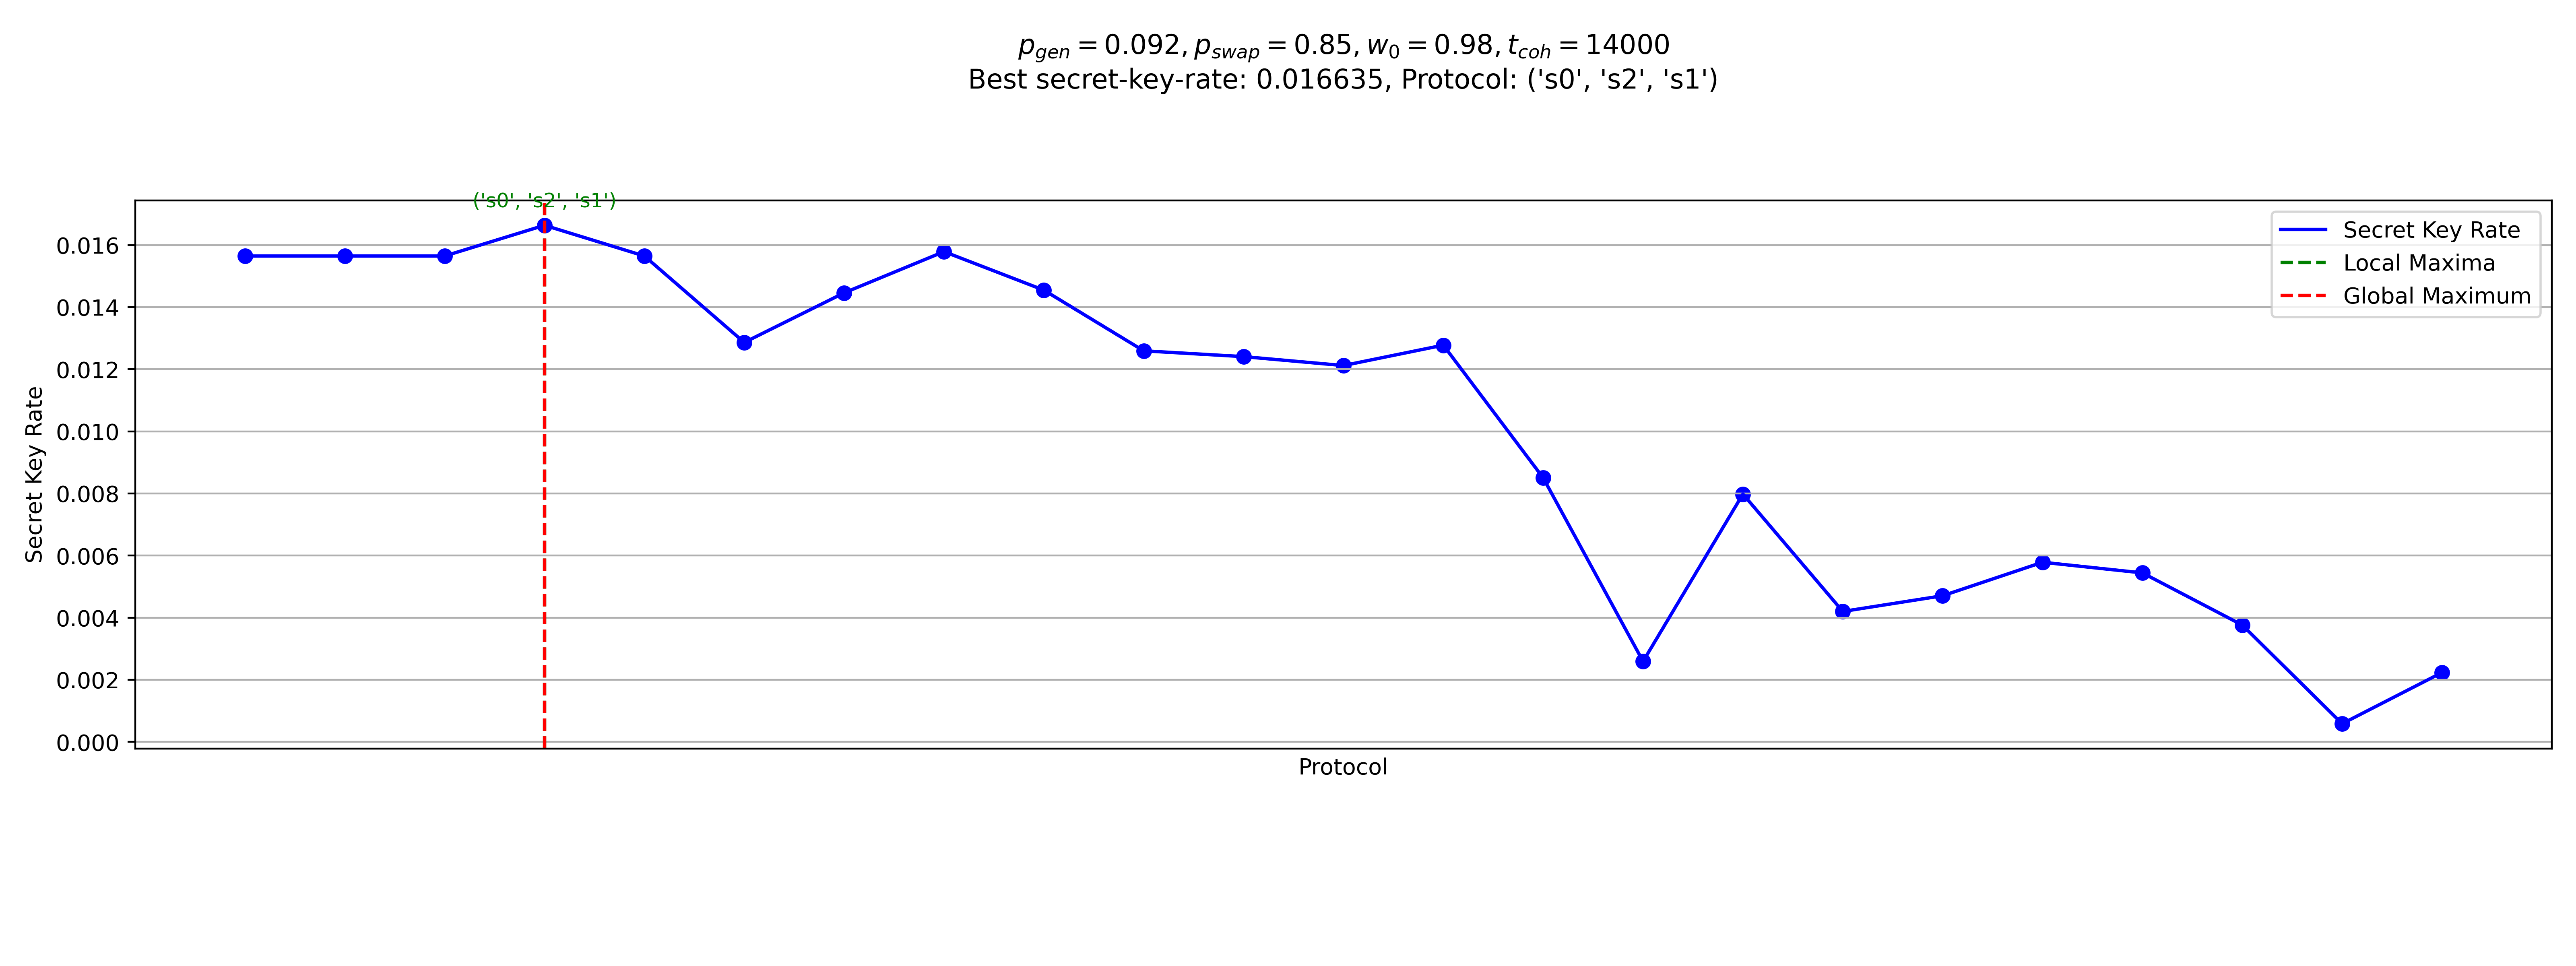 p_gen = 0.092, p_swap = 0.85, w_0 = 0.98, t_coh = 14000
Best secret-key-rate: 0.016635, Protocol: ('s0', 's2', 's1')
('s0', 's2', 's1')
Secret Key Rate
Local Maxima
Global Maximum
0.016
0.014
0.012
0.010
0.008
0.006
0.004
0.002
0.000
Secret Key Rate
Protocol